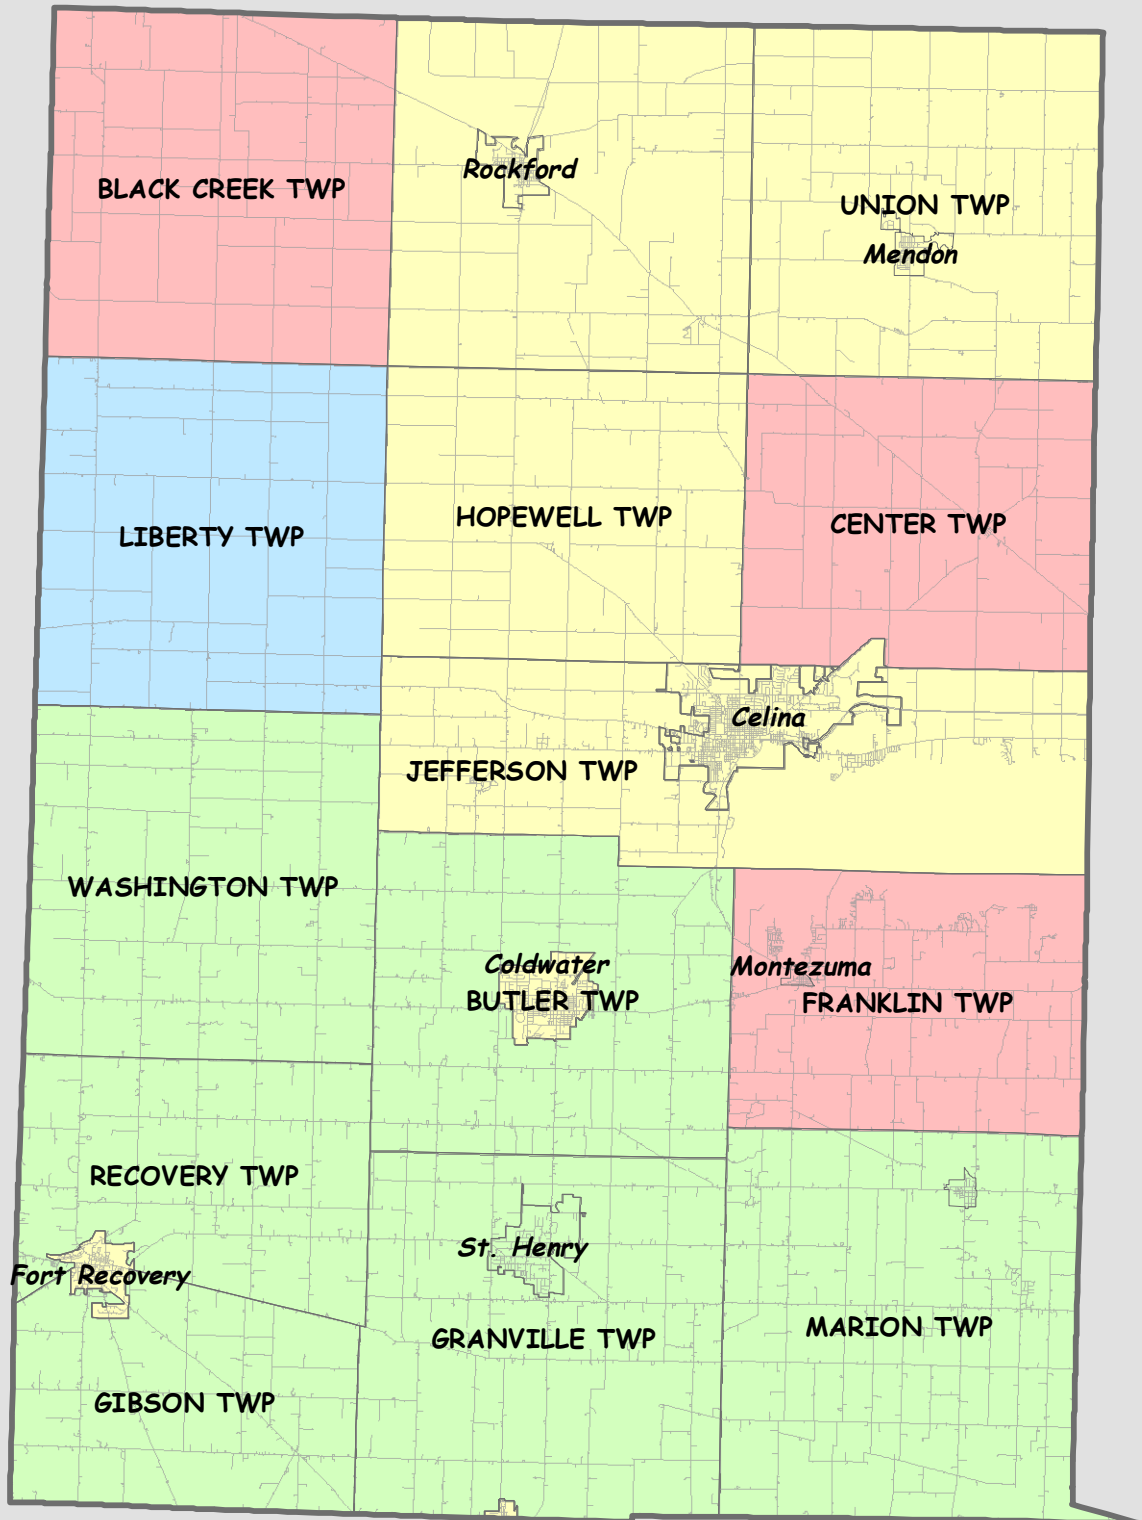 Rockford
BLACK CREEK TWP
UNION TWP
Mendon
HOPEWELL TWP
CENTER TWP
LIBERTY TWP
Celina
JEFFERSON TWP
WASHINGTON TWP
Coldwater
Montezuma
BUTLER TWP
FRANKLIN TWP
RECOVERY TWP
St. Henry
Fort Recovery
MARION TWP
GRANVILLE TWP
GIBSON TWP